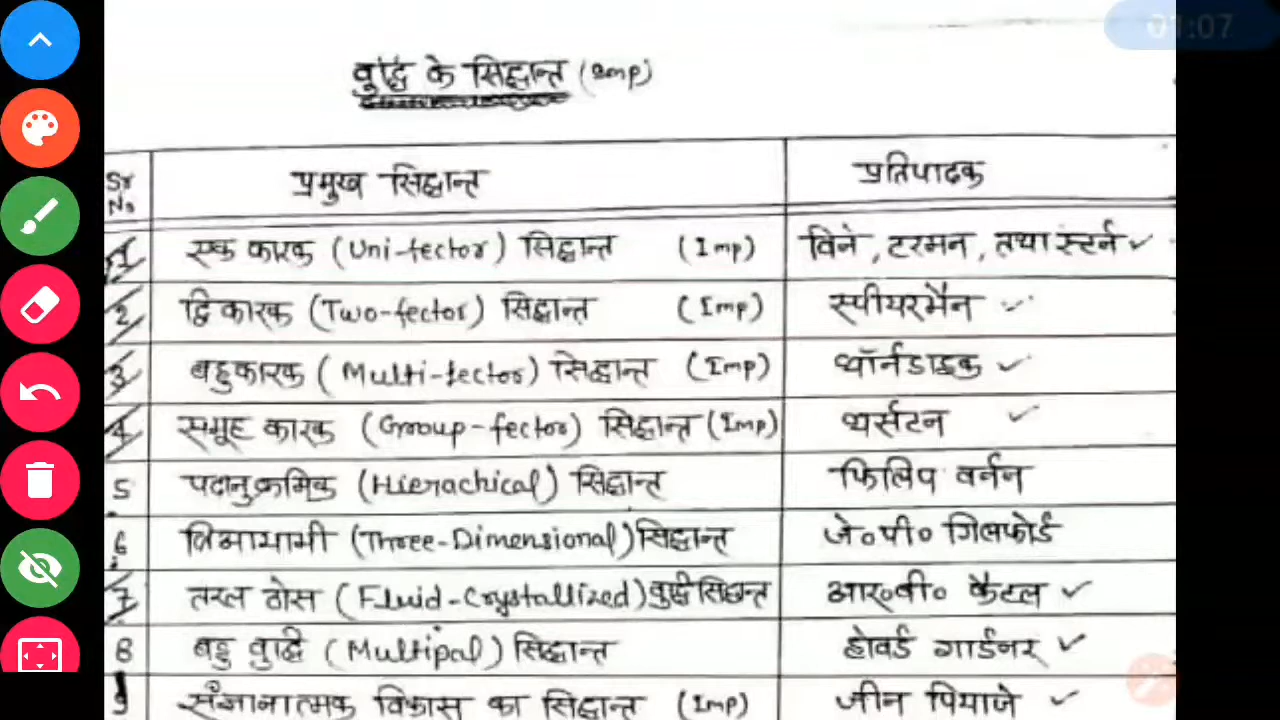 01:07
बुद्धि के सिद्धान्त (Imp)
Sr No प्रमुख सिद्धान्त प्रतिपादक
1 एक कारक (Uni-fector) सिद्धान्त (Imp) विने, टरमन, तथा स्टर्न ✓
2 द्वि कारक (Two-fector) सिद्धान्त (Imp) स्पीयरमैन ✓
3 बहुकारक (Multi-fector) सिद्धान्त (Imp) थॉर्नडाइक ✓
4 समूह कारक (Group-fector) सिद्धान्त (Imp) थर्सटन ✓
5 पदानुक्रमिक (Hierachical) सिद्धान्त फिलिप वर्नन
6 त्रिआयामी (Three-Dimensional) सिद्धान्त जे०पी० गिलफोर्ड
7 तरल ठोस (Fluid-Crystallized) बुद्धि सिद्धान्त आर०वी० कैटल ✓
8 बहु बुद्धि (Multipal) सिद्धान्त होवर्ड गार्डनर ✓
9 संज्ञानात्मक विकास का सिद्धान्त (Imp) जीन पियाजे ✓